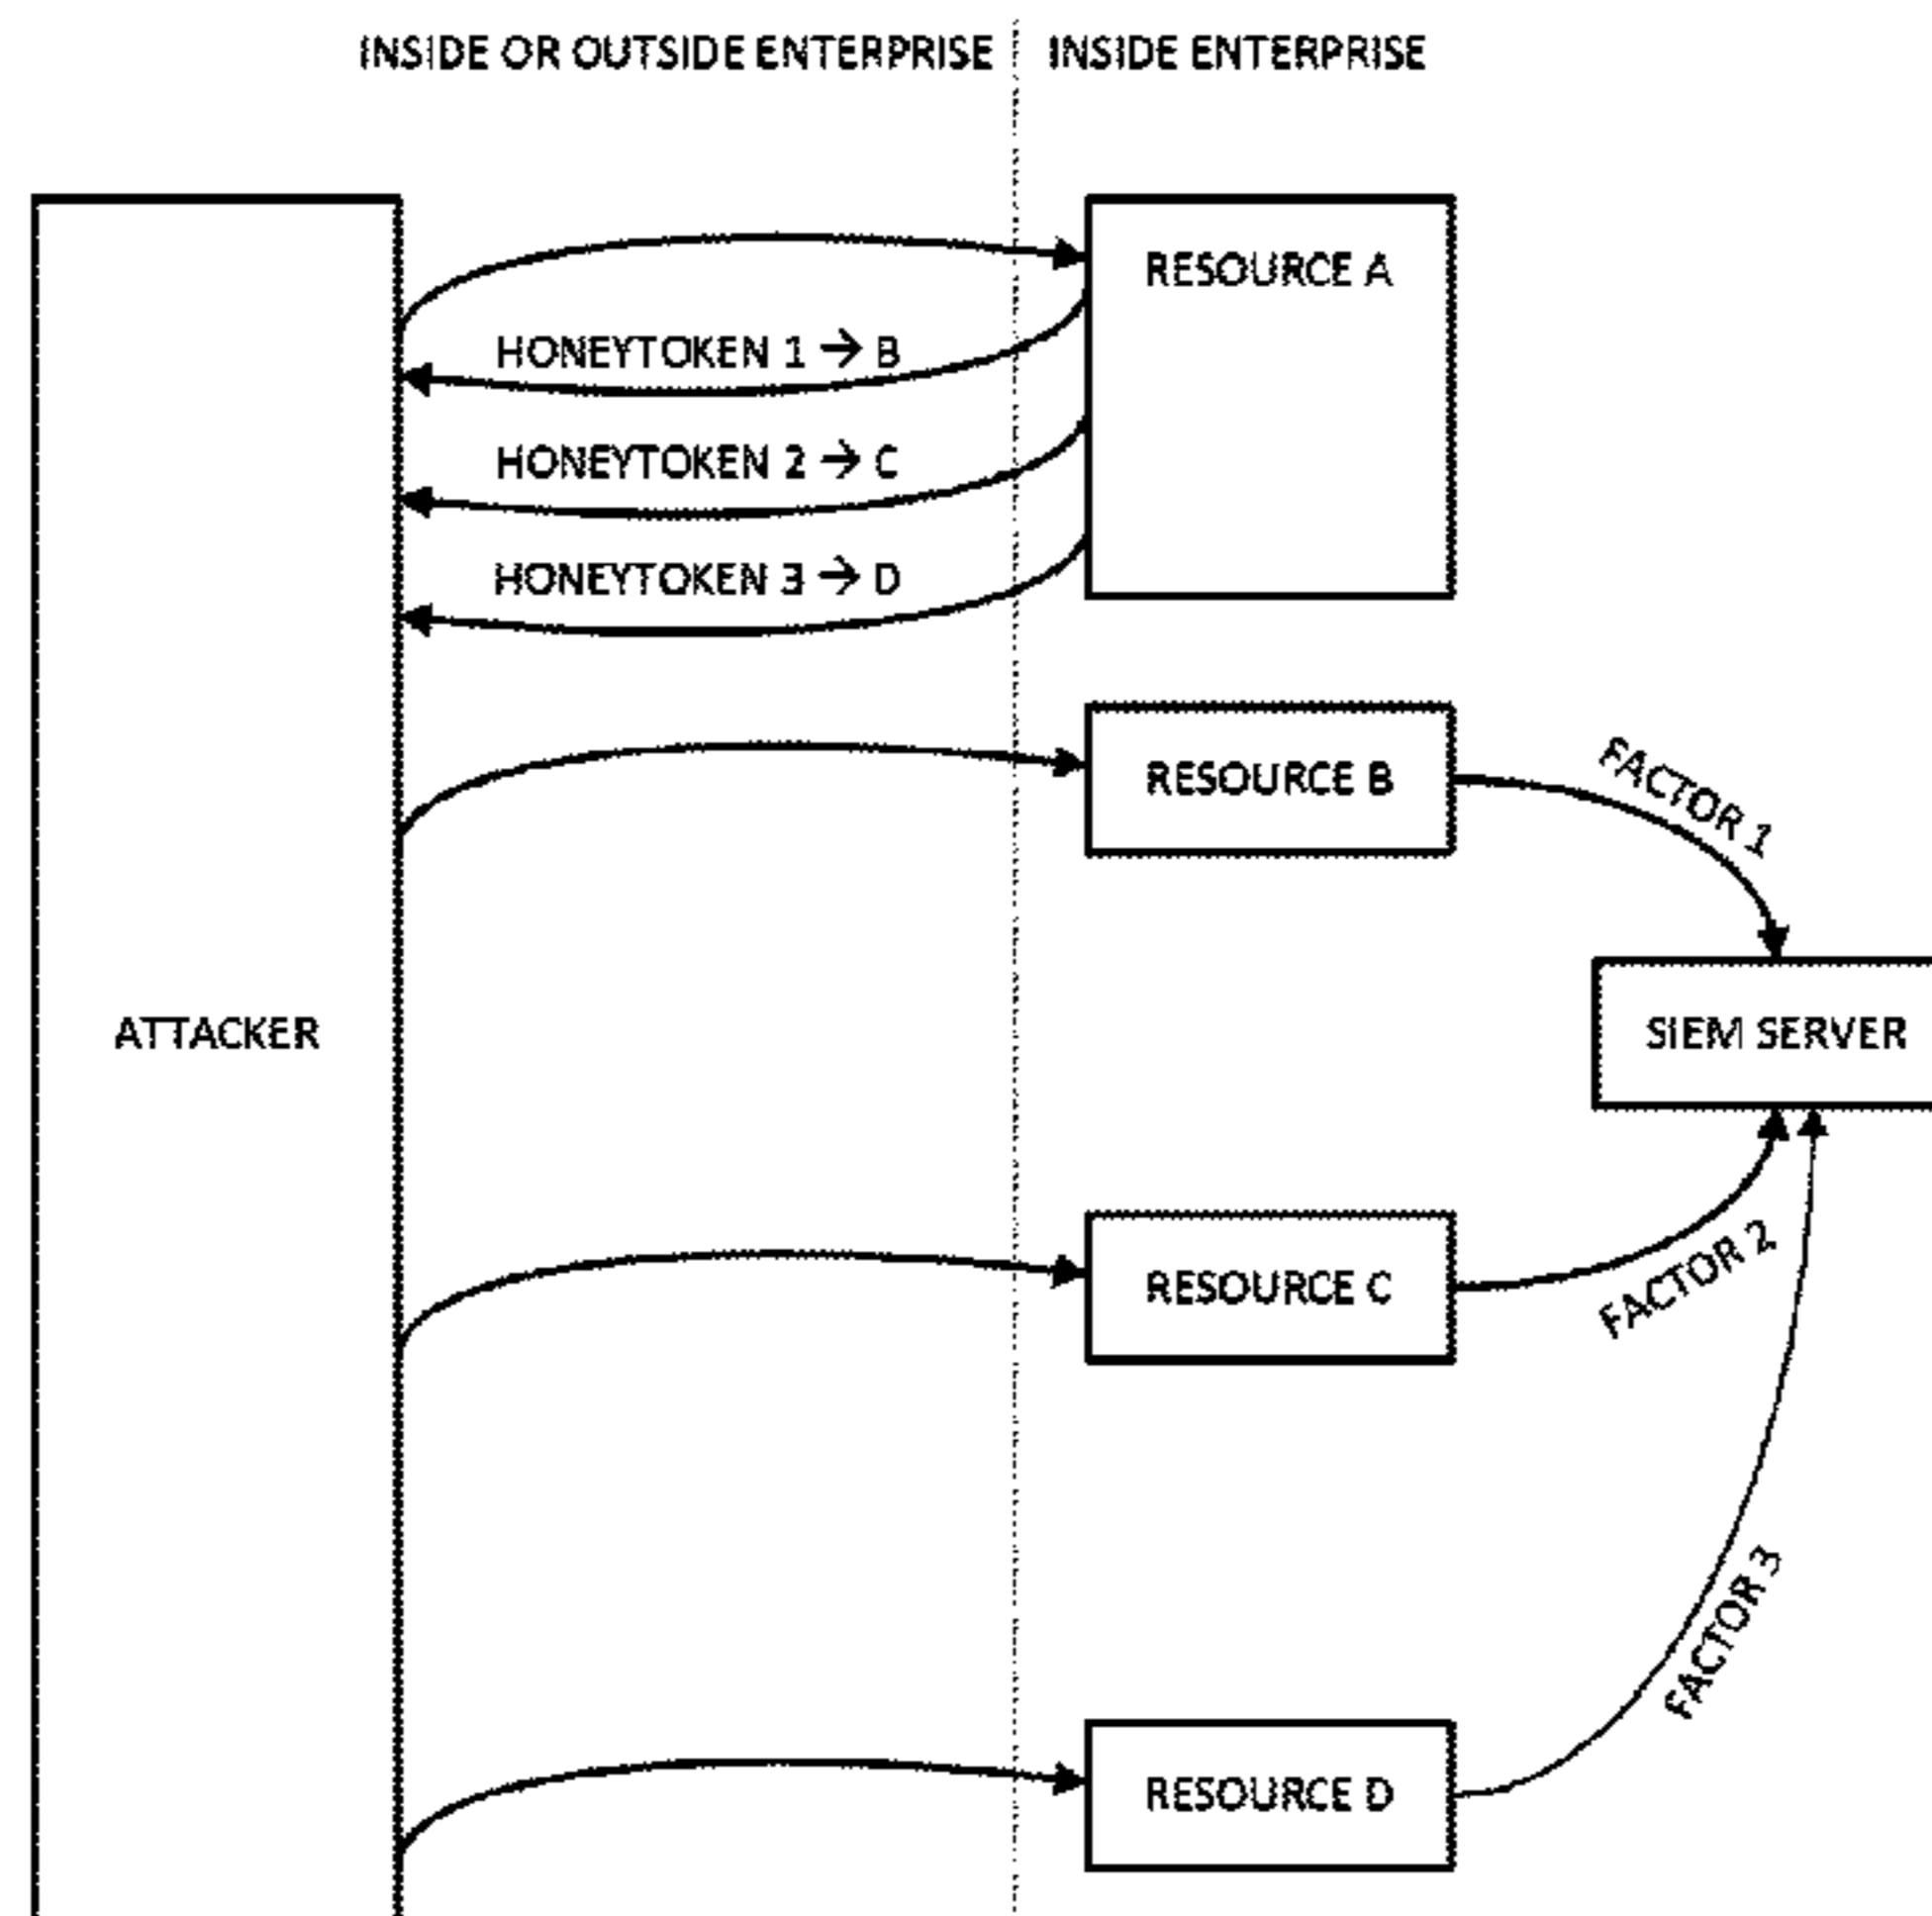 INSIDE OR OUTSIDE ENTERPRISE
INSIDE ENTERPRISE
RESOURCE A
HONEYTOKEN 1 → B
HONEYTOKEN 2 → C
HONEYTOKEN 3 → D
RESOURCE B
FACTOR 1
ATTACKER
SIEM SERVER
RESOURCE C
FACTOR 2
FACTOR 3
RESOURCE D